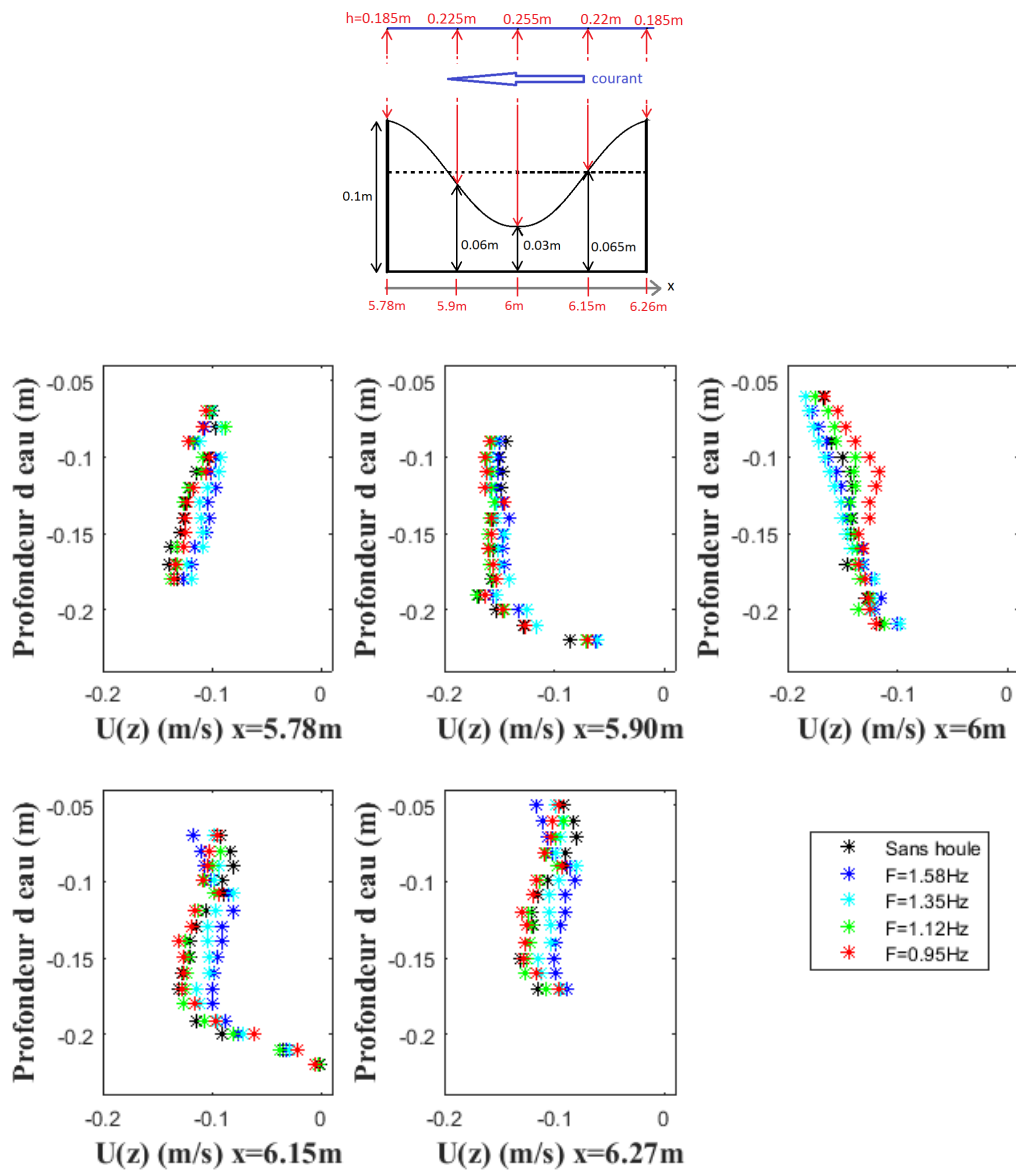 h=0.185m 0.225m 0.255m 0.22m 0.185m
courant
0.1m
0.06m 0.03m 0.065m
x
5.78m 5.9m 6m 6.15m 6.26m
Profondeur d eau (m)
-0.05
-0.1
-0.15
-0.2
-0.2 -0.1 0
U(z) (m/s) x=5.78m
Profondeur d eau (m)
-0.05
-0.1
-0.15
-0.2
-0.2 -0.1 0
U(z) (m/s) x=5.90m
Profondeur d eau (m)
-0.05
-0.1
-0.15
-0.2
-0.2 -0.1 0
U(z) (m/s) x=6m
Profondeur d eau (m)
-0.05
-0.1
-0.15
-0.2
-0.2 -0.1 0
U(z) (m/s) x=6.15m
Profondeur d eau (m)
-0.05
-0.1
-0.15
-0.2
-0.2 -0.1 0
U(z) (m/s) x=6.27m
Sans houle
F=1.58Hz
F=1.35Hz
F=1.12Hz
F=0.95Hz